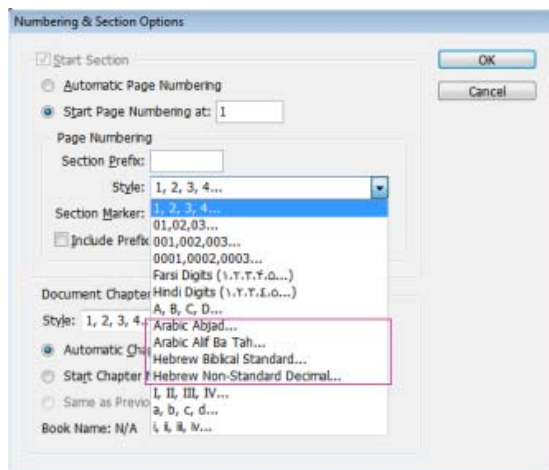 Numbering & Section Options
Start Section
OK
Automatic Page Numbering
Cancel
Start Page Numbering at: 1
Page Numbering
Section Prefix:
Style: 1, 2, 3, 4...
Section Marker:
Include Prefix
1, 2, 3, 4...
01,02,03...
001,002,003...
0001,0002,0003...
Farsi Digits (۱،۲،۳،۴،۵...)
Hindi Digits (١،٢،٣،٤،٥...)
A, B, C, D...
Arabic Abjad...
Arabic Alif Ba Tah...
Hebrew Biblical Standard...
Hebrew Non-Standard Decimal...
I, II, III, IV...
a, b, c, d...
i, ii, iii, iv...
Document Chapter
Style: 1, 2, 3, 4..
Automatic Cha
Start Chapter N
Same as Previo
Book Name: N/A